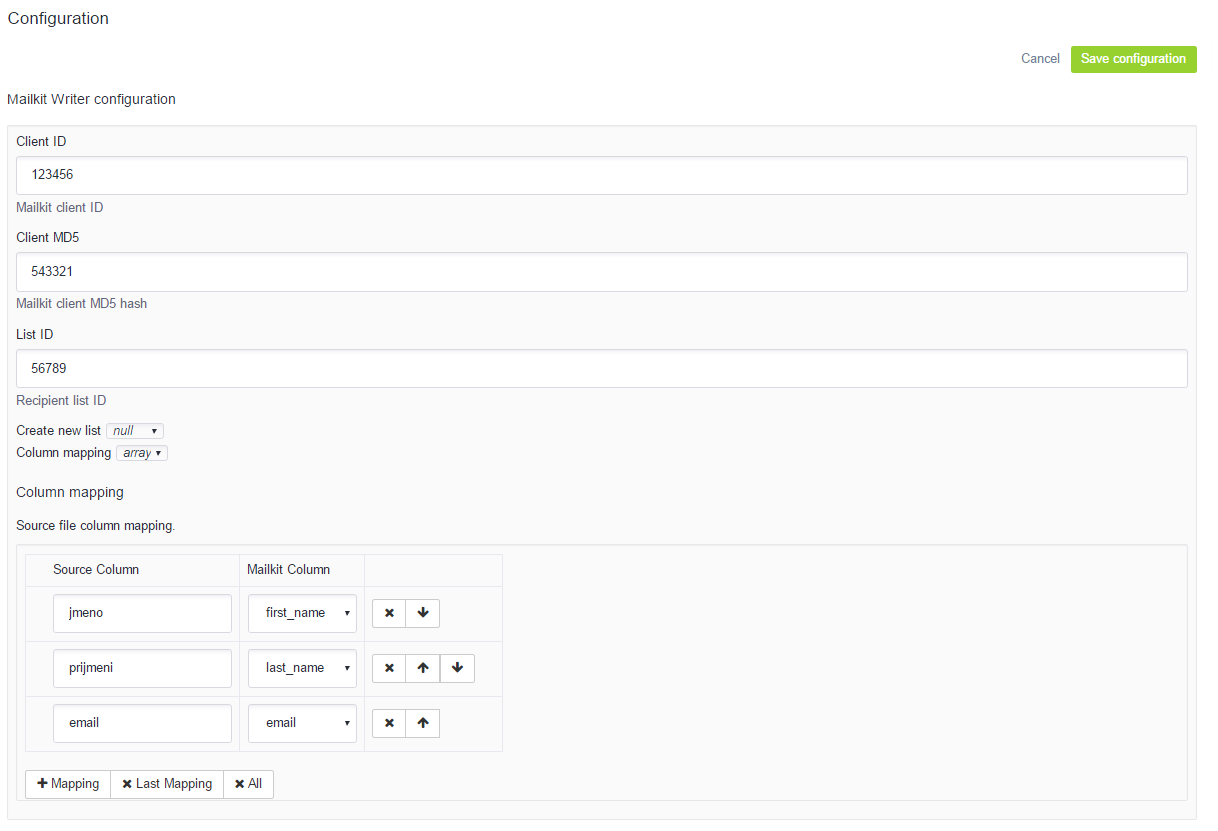 Configuration
Cancel Save configuration
Mailkit Writer configuration
Client ID
123456
Mailkit client ID
Client MD5
543321
Mailkit client MD5 hash
List ID
56789
Recipient list ID
Create new list null
Column mapping array
Column mapping
Source file column mapping.
Source Column Mailkit Column
jmeno first_name
prijmeni last_name
email email
Mapping Last Mapping All